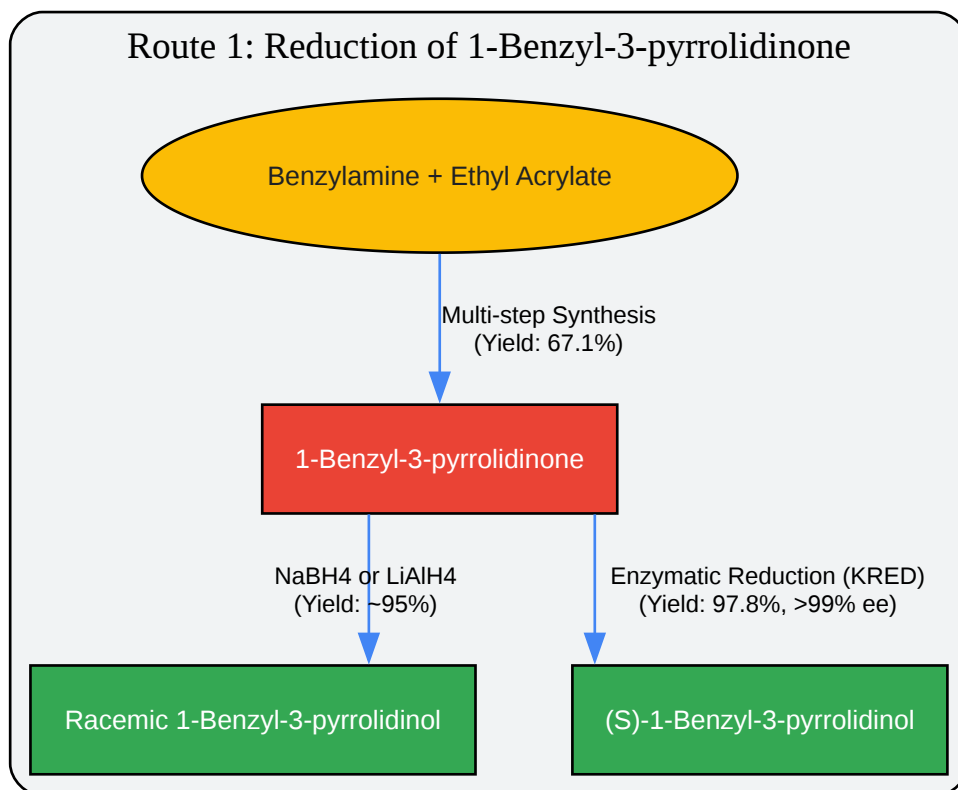 Route 1: Reduction of 1-Benzyl-3-pyrrolidinone
Benzylamine + Ethyl Acrylate
Multi-step Synthesis
(Yield: 67.1%)
1-Benzyl-3-pyrrolidinone
NaBH4 or LiAlH4
(Yield: ~95%)
Enzymatic Reduction (KRED)
(Yield: 97.8%, >99% ee)
Racemic 1-Benzyl-3-pyrrolidinol
(S)-1-Benzyl-3-pyrrolidinol